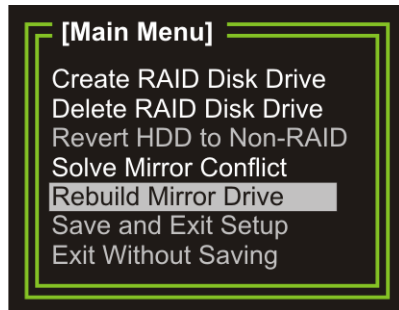 [Main Menu]
Create RAID Disk Drive
Delete RAID Disk Drive
Revert HDD to Non-RAID
Solve Mirror Conflict
Rebuild Mirror Drive
Save and Exit Setup
Exit Without Saving